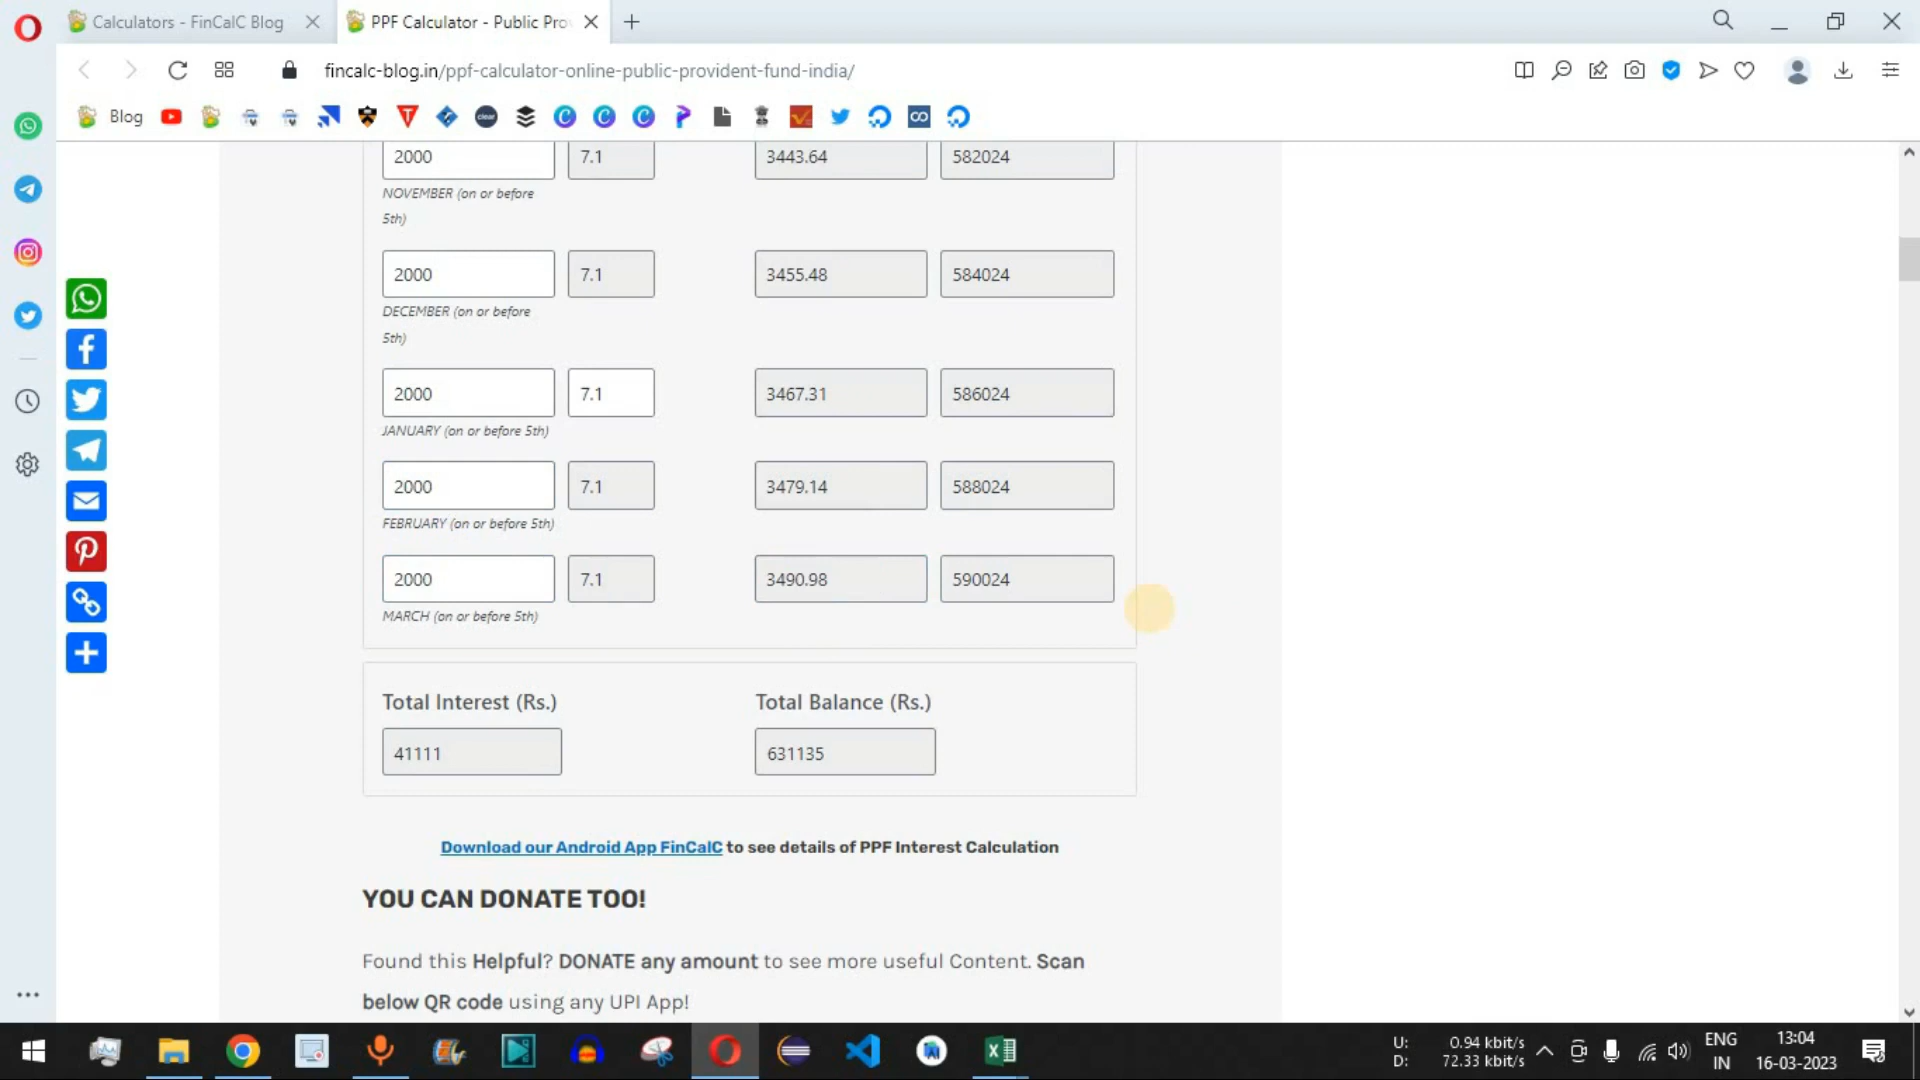 Calculators - FinCalC Blog
PPF Calculator - Public Pro
fincalc-blog.in/ppf-calculator-online-public-provident-fund-india/
Blog
2000 7.1 3443.64 582024
NOVEMBER (on or before
5th)
2000 7.1 3455.48 584024
DECEMBER (on or before
5th)
2000 7.1 3467.31 586024
JANUARY (on or before 5th)
2000 7.1 3479.14 588024
FEBRUARY (on or before 5th)
2000 7.1 3490.98 590024
MARCH (on or before 5th)
Total Interest (Rs.) Total Balance (Rs.)
41111 631135
Download our Android App FinCalC to see details of PPF Interest Calculation
YOU CAN DONATE TOO!
Found this Helpful? DONATE any amount to see more useful Content. Scan
below QR code using any UPI App!
U: 0.94 kbit/s
D: 72.33 kbit/s
ENG
IN
13:04
16-03-2023